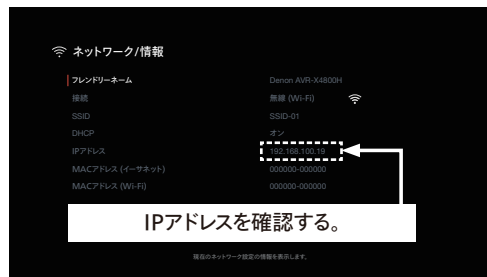 ネットワーク/情報
フレンドリーネーム Denon AVR-X4800H
接続 無線 (Wi-Fi)
SSID SSID-01
DHCP オン
IPアドレス 192.168.100.19
MACアドレス (イーサネット) 000000-000000
MACアドレス (Wi-Fi) 000000-000000
IPアドレスを確認する。
現在のネットワーク設定の情報を表示します。